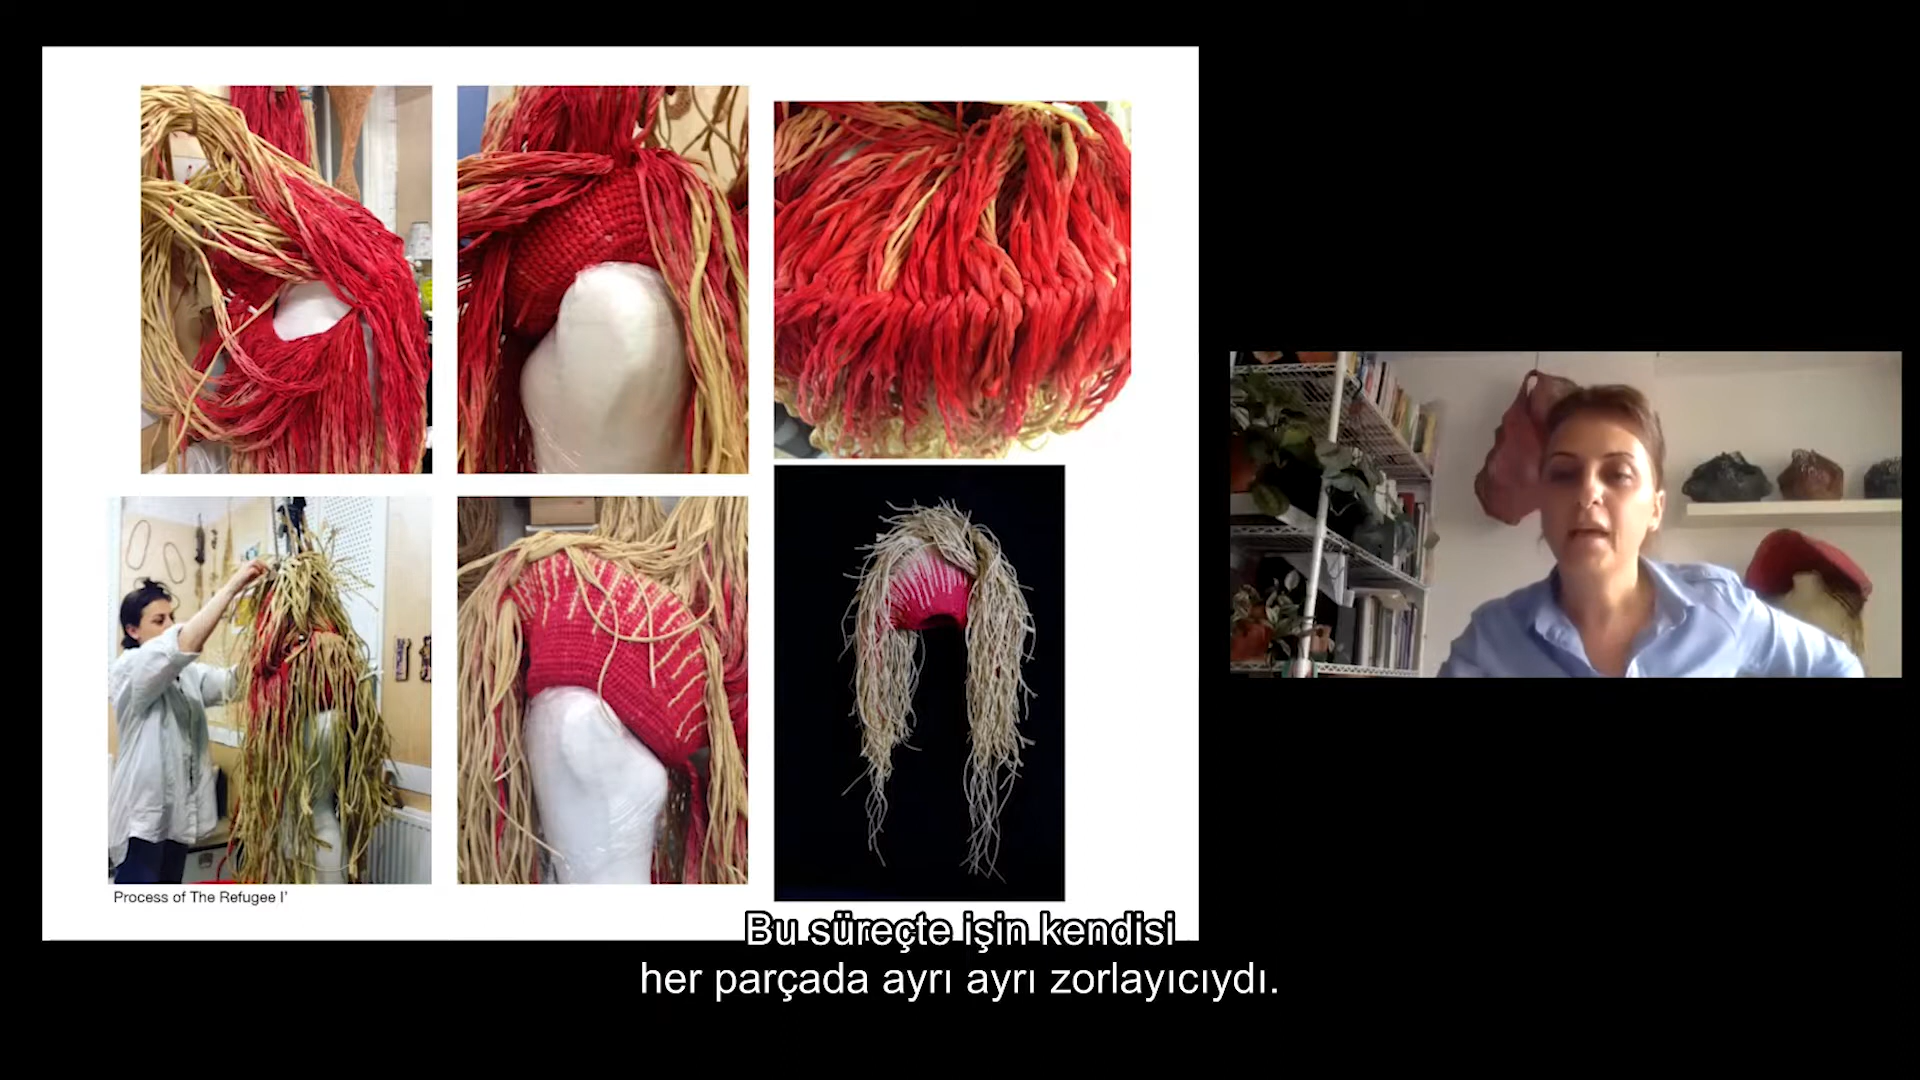 Process of The Refugee I'
Bu süreçte işin kendisi
her parçada ayrı ayrı zorlayıcıydı.